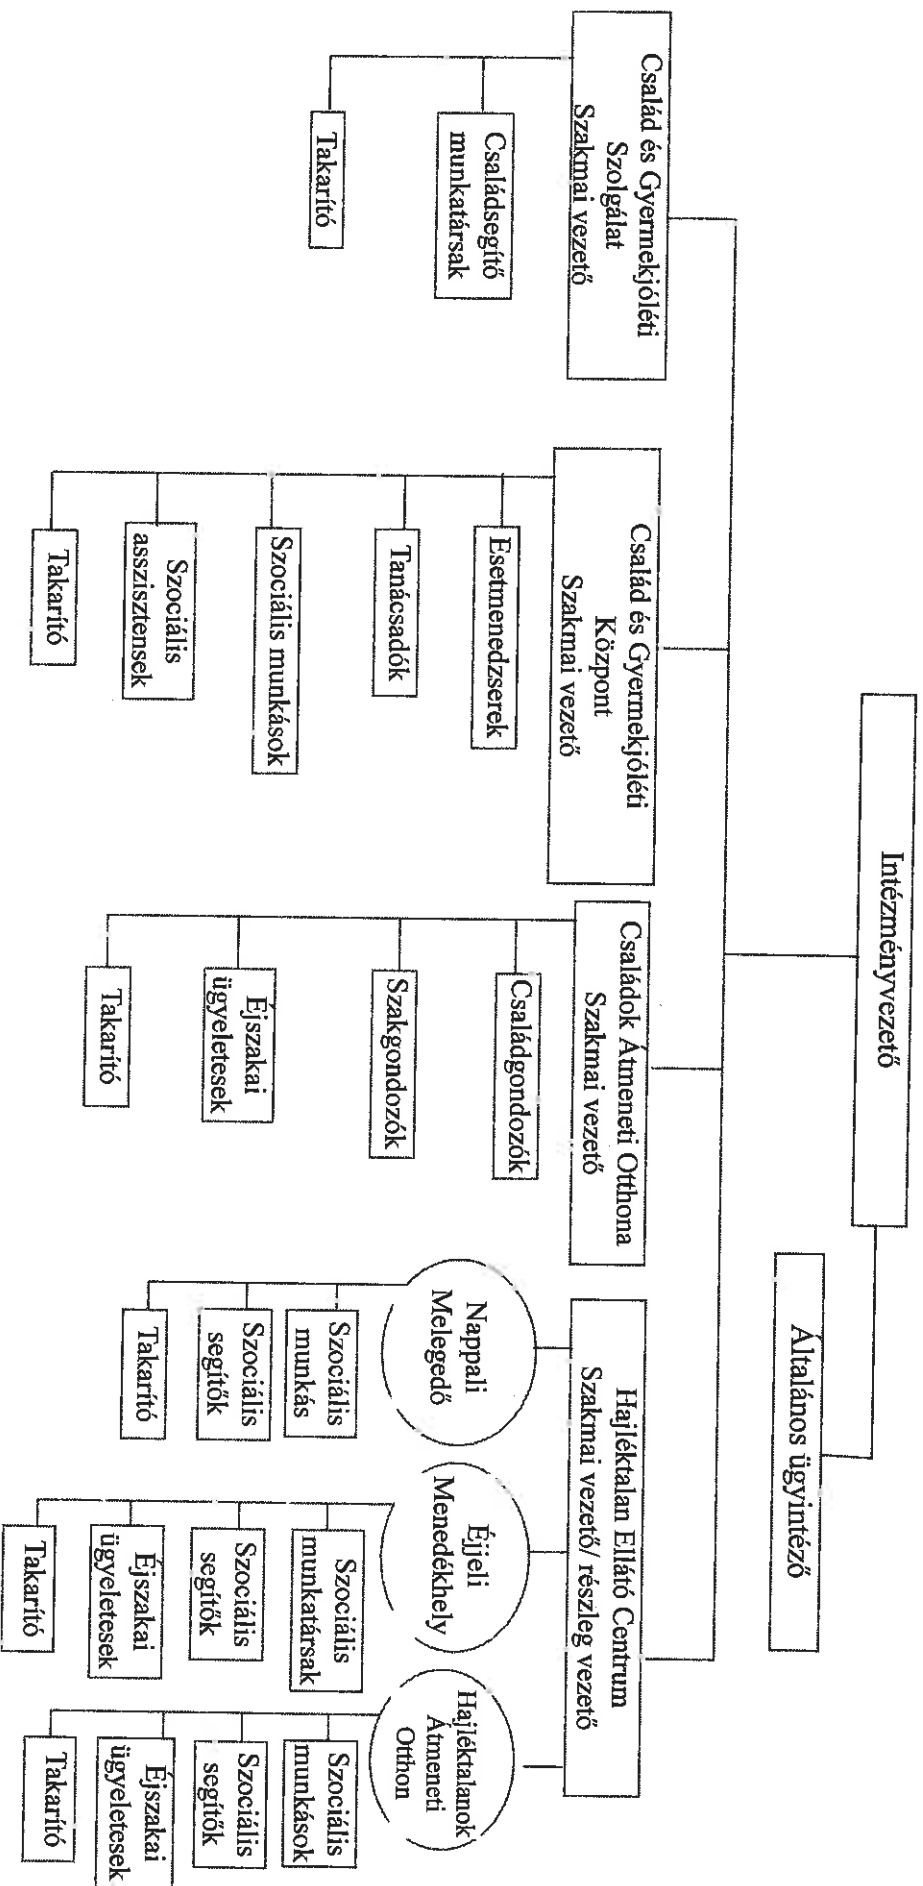 Intézményvezető
Általános ügyintéző
Család és Gyermekjóléti
Szolgálat
Szakmai vezető
Családsegítő
munkatársak
Takarító
Család és Gyermekjóléti
Központ
Szakmai vezető
Esetmenedzserek
Tanácsadók
Szociális munkások
Szociális
asszisztensek
Takarító
Családok Átmeneti Otthona
Szakmai vezető
Családgondozók
Szakgondozók
Éjszakai
ügyeletesek
Takarító
Hajléktalan Ellátó Centrum
Szakmai vezető/ részleg vezető
Nappali
Melegedő
Szociális
munkás
Szociális
segítők
Takarító
Éjjeli
Menedékhely
Szociális
munkatársak
Szociális
segítők
Éjszakai
ügyeletesek
Takarító
Hajléktalanok
Átmeneti
Otthon
Szociális
munkások
Szociális
segítők
Éjszakai
ügyeletesek
Takarító